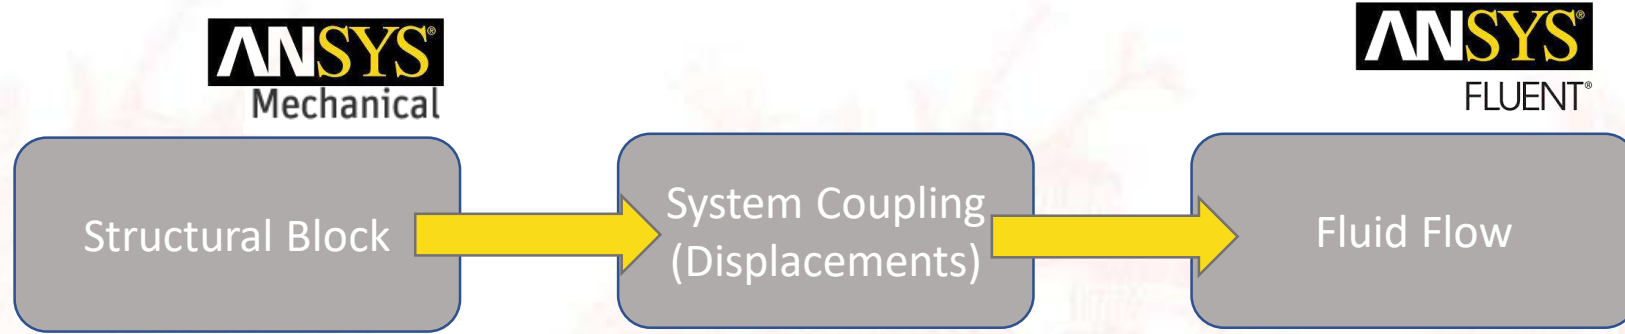 ANSYS®
Mechanical
ANSYS®
FLUENT®
Structural Block
System Coupling
(Displacements)
Fluid Flow